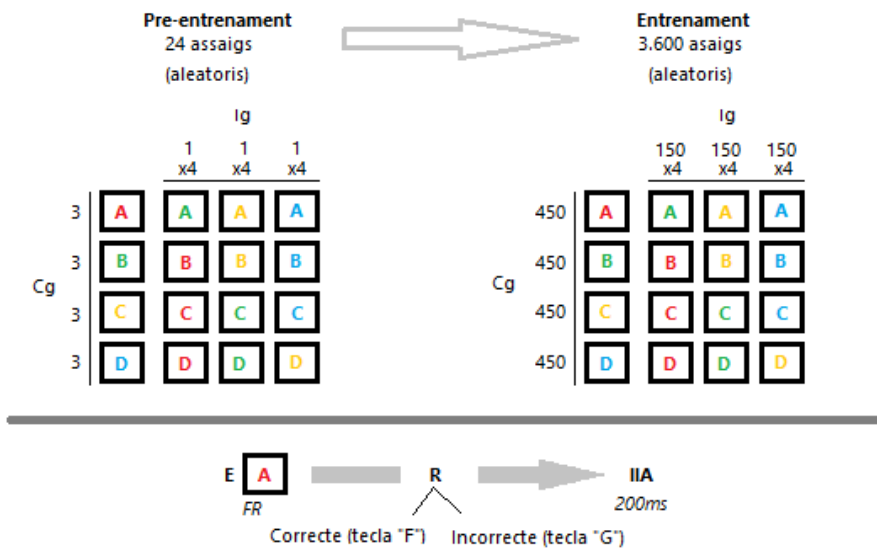 Pre-entrenament Entrenament
24 assaigs 3.600 asaigs
(aleatoris) (aleatoris)
Ig Ig
1 1 1 150 150 150
x4 x4 x4 x4 x4 x4
3 A A A A 450 A A A A
3 B B B B 450 B B B B
Cg Cg
3 C C C C 450 C C C C
3 D D D D 450 D D D D
E A R IIA
FR 200ms
Correcte (tecla "F") Incorrecte (tecla "G")